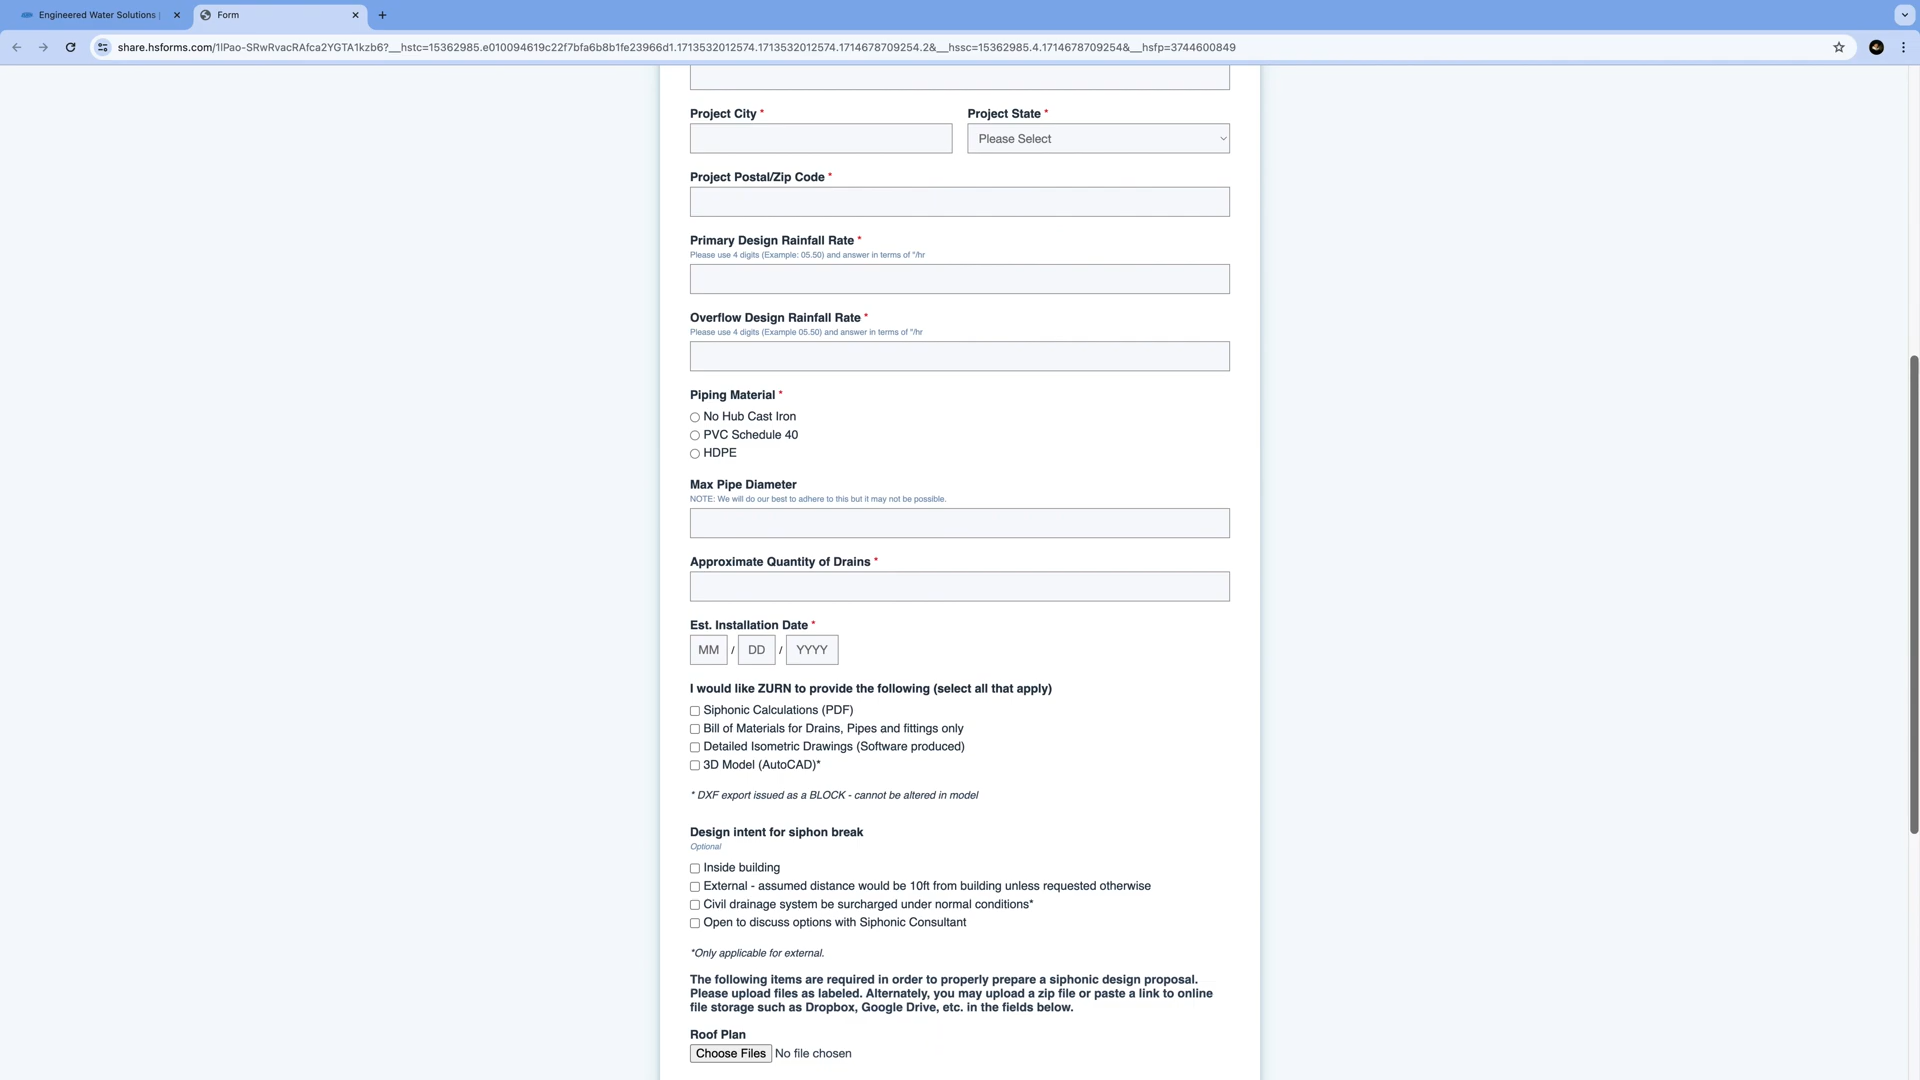 Engineered Water Solutions |
Form
share.hsforms.com/1lPao-SRwRvacRAfca2YGTA1kzb6?__hstc=15362985.e010094619c22f7bfa6b8b1fe23966d1.1713532012574.1713532012574.1714678709254.2&__hssc=15362985.4.1714678709254&__hsfp=3744600849
Project City *
Project State *
Please Select
Project Postal/Zip Code *
Primary Design Rainfall Rate *
Please use 4 digits (Example: 05.50) and answer in terms of "/hr
Overflow Design Rainfall Rate *
Please use 4 digits (Example 05.50) and answer in terms of "/hr
Piping Material *
No Hub Cast Iron
PVC Schedule 40
HDPE
Max Pipe Diameter
NOTE: We will do our best to adhere to this but it may not be possible.
Approximate Quantity of Drains *
Est. Installation Date *
MM / DD / YYYY
I would like ZURN to provide the following (select all that apply)
Siphonic Calculations (PDF)
Bill of Materials for Drains, Pipes and fittings only
Detailed Isometric Drawings (Software produced)
3D Model (AutoCAD)*
* DXF export issued as a BLOCK - cannot be altered in model
Design intent for siphon break
Optional
Inside building
External - assumed distance would be 10ft from building unless requested otherwise
Civil drainage system be surcharged under normal conditions*
Open to discuss options with Siphonic Consultant
*Only applicable for external.
The following items are required in order to properly prepare a siphonic design proposal.
Please upload files as labeled. Alternately, you may upload a zip file or paste a link to online
file storage such as Dropbox, Google Drive, etc. in the fields below.
Roof Plan
Choose Files No file chosen